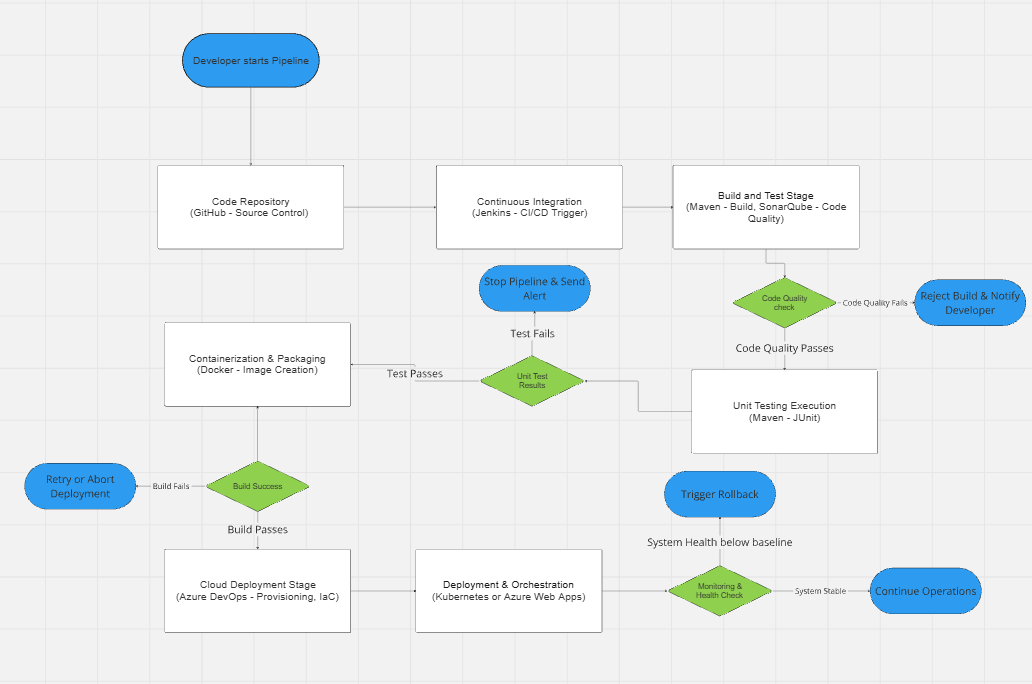 Developer starts Pipeline
Code Repository
(GitHub - Source Control)
Continuous Integration
(Jenkins - CI/CD Trigger)
Build and Test Stage
(Maven - Build, SonarQube - Code
Quality)
Stop Pipeline & Send
Alert
Code Quality
check
Code Quality Fails
Reject Build & Notify
Developer
Test Fails
Code Quality Passes
Containerization & Packaging
(Docker - Image Creation)
Test Passes
Unit Test
Results
Unit Testing Execution
(Maven - JUnit)
Retry or Abort
Deployment
Build Fails
Build Success
Trigger Rollback
Build Passes
System Health below baseline
Cloud Deployment Stage
(Azure DevOps - Provisioning, IaC)
Deployment & Orchestration
(Kubernetes or Azure Web Apps)
Monitoring &
Health Check
System Stable
Continue Operations